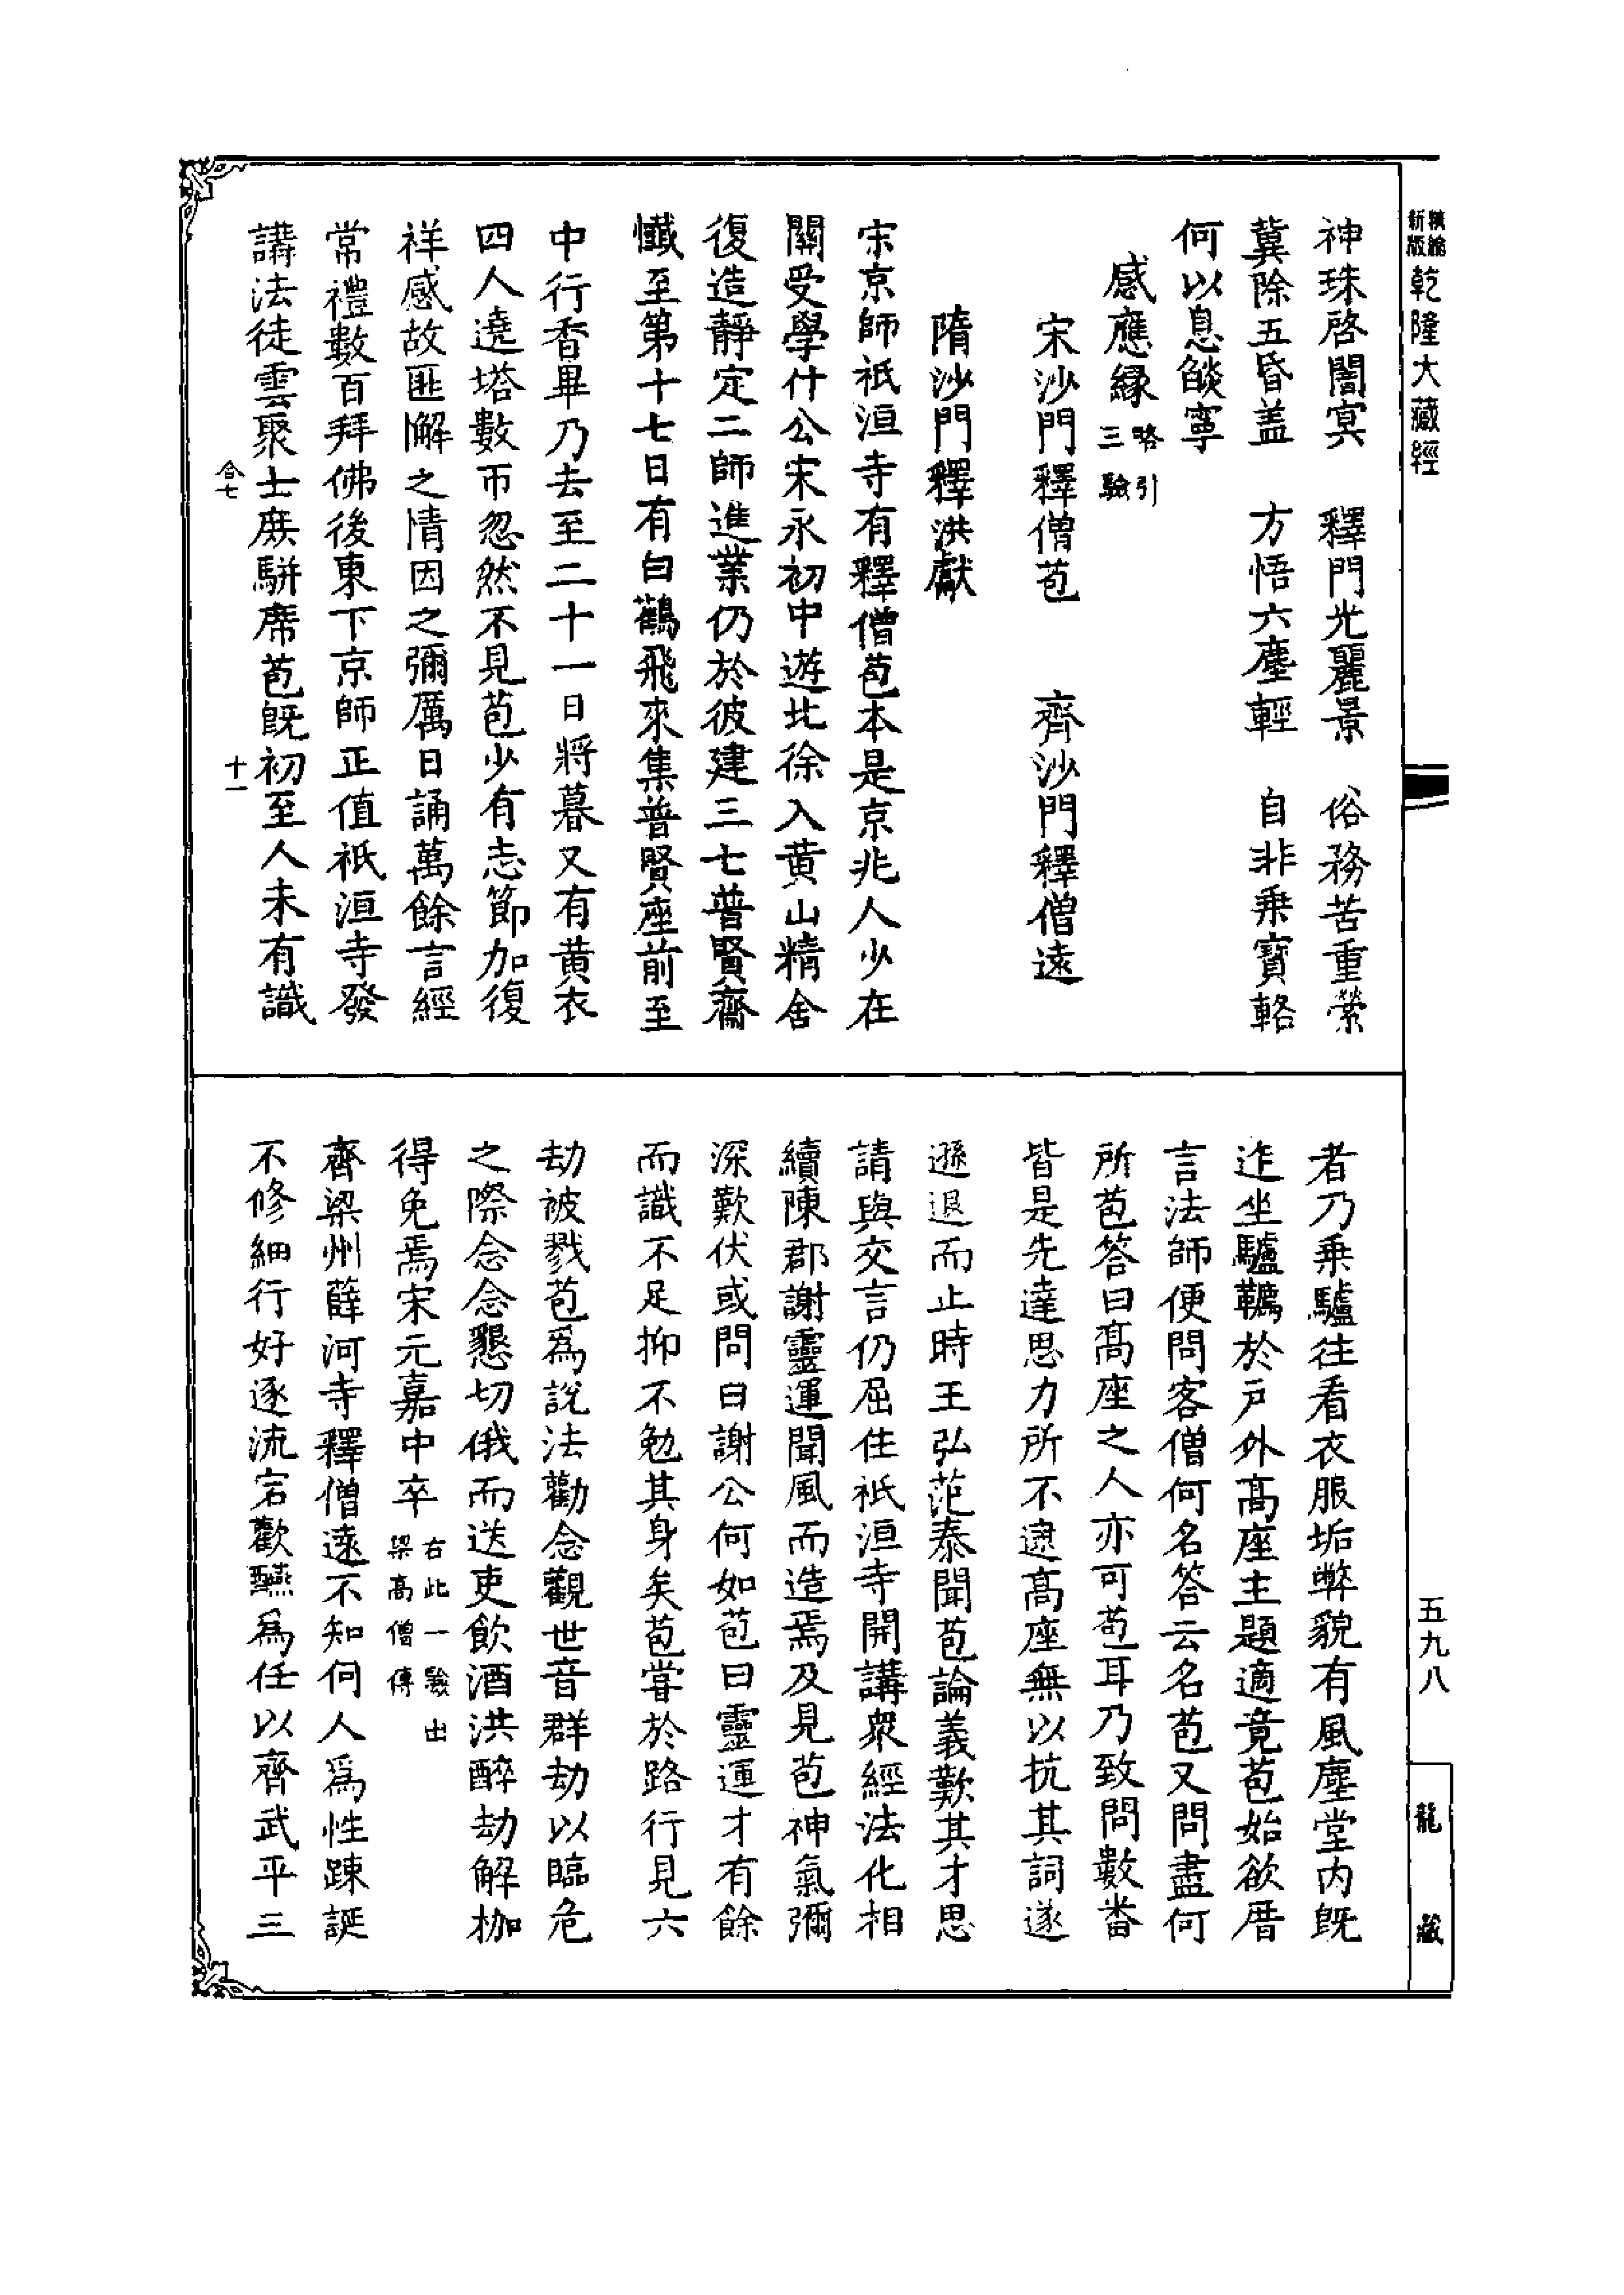 精縮新版乾隆大藏經
神珠啓闇宾　釋門光麗景　俗務苦重縈
冀除五昏盖　方悟六塵輕　自非乗寳輅
何以息餤寧
感應縁略引三驗
宋沙門釋僧苞　齊沙門釋僧逺
隋沙門釋洪獻
宋京師祇洹寺有釋僧苞本是京兆人少在
關受學什公宋永初中遊北徐入黄山精舍
復造靜定二師進業仍於彼建三七普賢齋
懺至第十七日有白鶴飛來集普賢座前至
中行香畢乃去至二十一日將暮又有黄衣
四人遶塔數帀忽然不見苞少有志節加復
祥感故匪懈之情因之彌厲日誦萬餘言經
常禮數百拜佛後東下京師正值祇洹寺發
講法徒雲聚士庻駢席苞旣初至人未有識
合七　十一
者乃乗驢往看衣服垢弊貌有風塵堂内旣
迮坐驢韉於戸外髙座主題適竟苞始欲厝
言法師便問客僧何名答云名苞又問盡何
所苞答曰髙座之人亦可苞耳乃致問數畨
皆是先達思力所不逮髙座無以抗其詞遂
遜退而止時王弘范泰聞苞論義歎其才思
請與交言仍屈住祇洹寺開講衆經法化相
續陳郡謝靈運聞風而造焉及見苞神氣彌
深歎伏或問曰謝公何如苞曰靈運才有餘
而識不足抑不勉其身矣苞甞於路行見六
劫被戮苞爲說法勸念觀世音群劫以臨危
之際念念懇切俄而送吏飲酒洪醉劫解枷
得免焉宋元嘉中卒右此一驗出梁高僧傳
齊梁州薛河寺釋僧逺不知何人爲性踈誕
不修細行好逐流宕歡醼爲任以齊武平三
五九八
龍藏